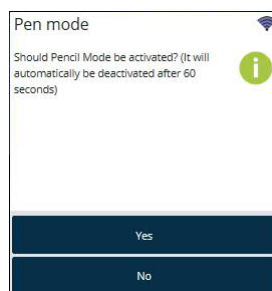 Pen mode
Should Pencil Mode be activated? (It will
automatically be deactivated after 60
seconds)
Yes
No